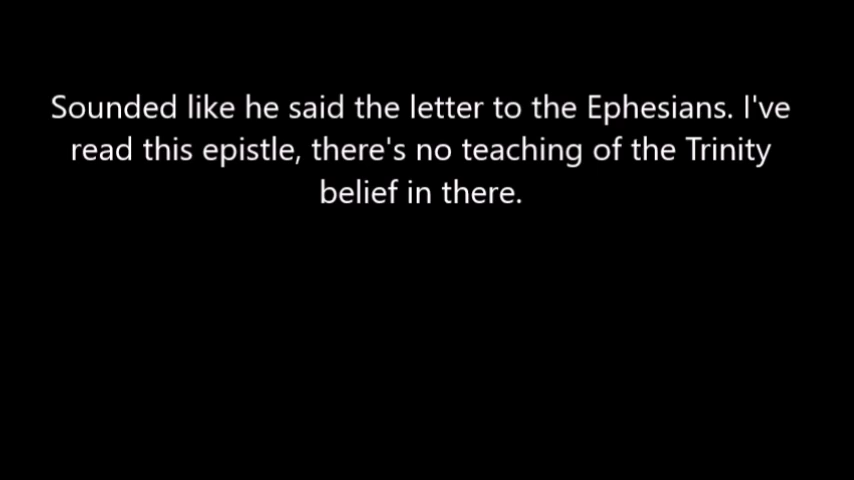 Sounded like he said the letter to the Ephesians. I've
read this epistle, there's no teaching of the Trinity
belief in there.